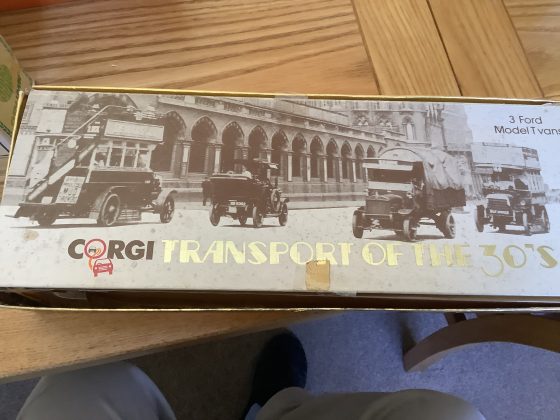 3 Ford
Model T vans
CORGI TRANSPORT OF THE 30'S